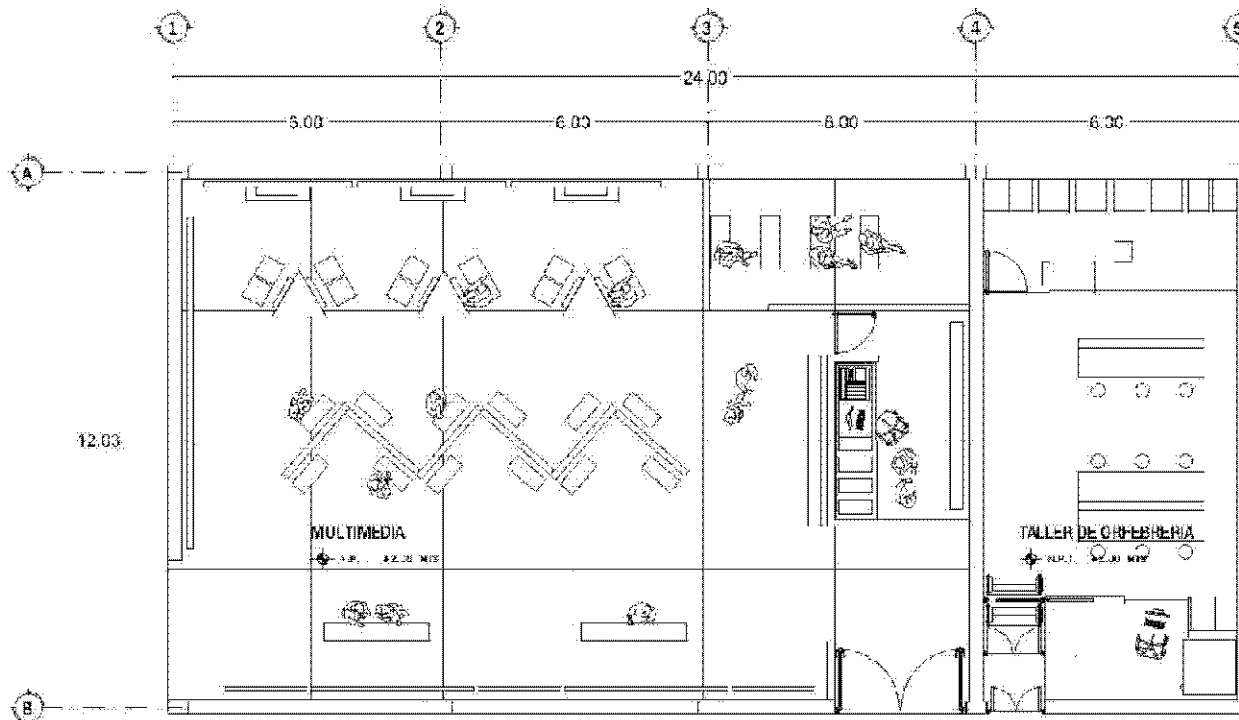 1 2 3 4 5
24.00
6.00 6.00 6.00 6.00
A
12.03
MULTIMEDIA TALLER DE ORFEBRERIA
B